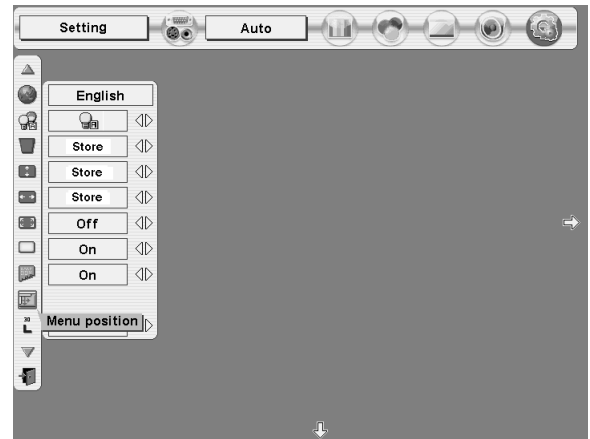 Setting Auto
English
Store
Store
Store
Off
On
On
Menu position